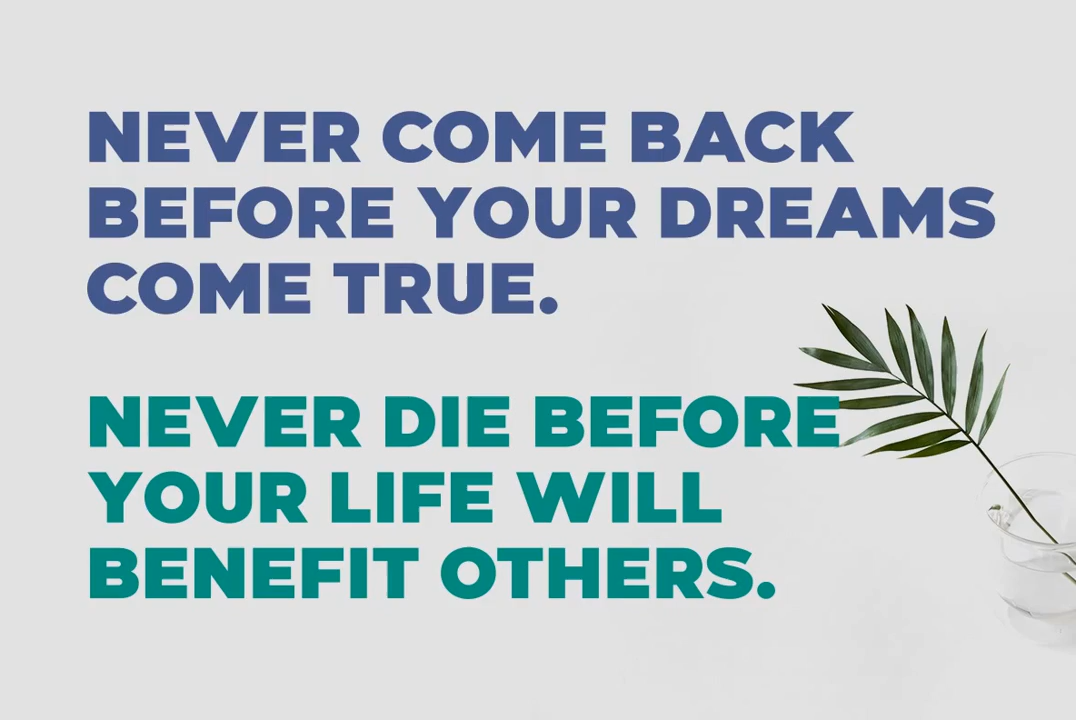 NEVER COME BACK
BEFORE YOUR DREAMS
COME TRUE.
NEVER DIE BEFORE
YOUR LIFE WILL
BENEFIT OTHERS.